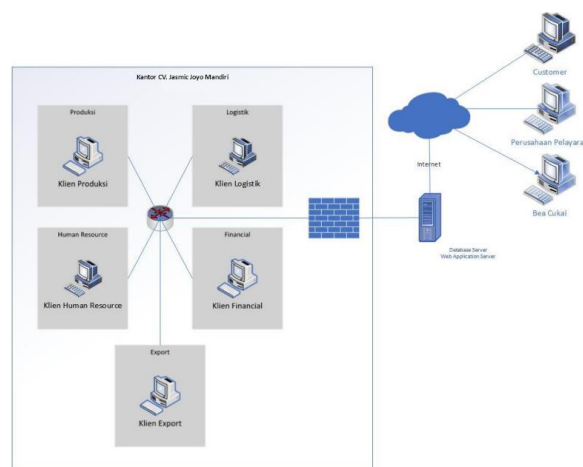 Kantor CV. Jasmic Joyo Mandiri
Produksi
Klien Produksi
Logistik
Klien Logistik
Human Resource
Klien Human Resource
Financial
Klien Financial
Export
Klien Export
Internet
Database Server
Web Application Server
Customer
Perusahaan Pelayara
Bea Cukai